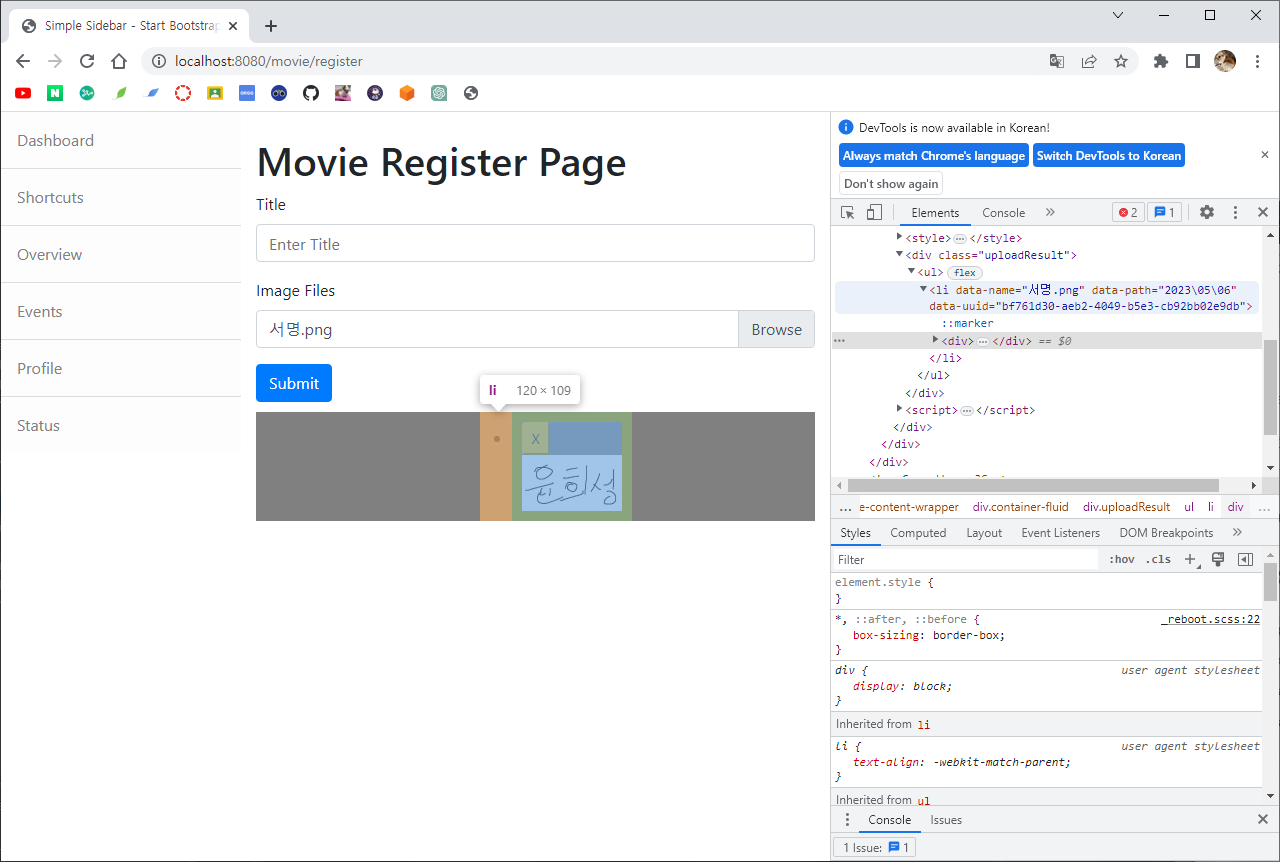 Simple Sidebar - Start Bootstrap
localhost:8080/movie/register
Dashboard
Shortcuts
Overview
Events
Profile
Status
Movie Register Page
Title
Enter Title
Image Files
서명.png
Browse
Submit
li 120 × 109
X
윤희성
DevTools is now available in Korean!
Always match Chrome's language
Switch DevTools to Korean
Don't show again
Elements
Console
2
1
<style>…</style>
<div class="uploadResult">
<ul> flex
<li data-name="서명.png" data-path="2023\05\06"
data-uuid="bf761d30-aeb2-4049-b5e3-cb92bb02e9db">
::marker
<div>…</div> == $0
</li>
</ul>
</div>
<script>…</script>
</div>
</div>
</div>
… e-content-wrapper div.container-fluid div.uploadResult ul li div …
Styles Computed Layout Event Listeners DOM Breakpoints
Filter
:hov .cls
element.style {
}
*, ::after, ::before { _reboot.scss:22
box-sizing: border-box;
}
div { user agent stylesheet
display: block;
}
Inherited from li
li { user agent stylesheet
text-align: -webkit-match-parent;
}
Inherited from ul
Console Issues
1 Issue: 1